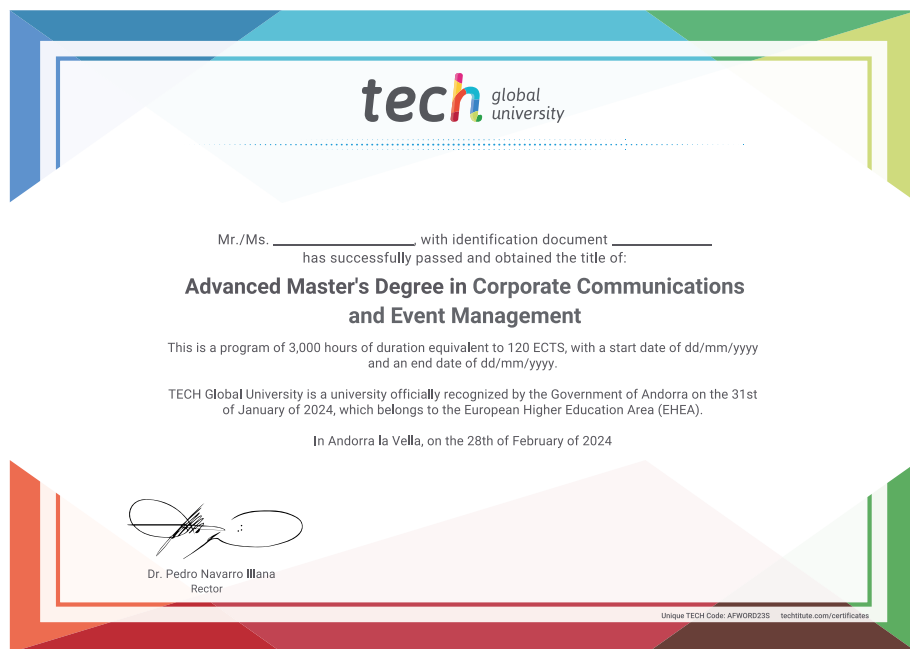 tech global university
Mr./Ms. ____________, with identification document ____________
has successfully passed and obtained the title of:
Advanced Master's Degree in Corporate Communications
and Event Management
This is a program of 3,000 hours of duration equivalent to 120 ECTS, with a start date of dd/mm/yyyy
and an end date of dd/mm/yyyy.
TECH Global University is a university officially recognized by the Government of Andorra on the 31st
of January of 2024, which belongs to the European Higher Education Area (EHEA).
In Andorra la Vella, on the 28th of February of 2024
Dr. Pedro Navarro Illana
Rector
Unique TECH Code: AFWORD23S techtitute.com/certificates